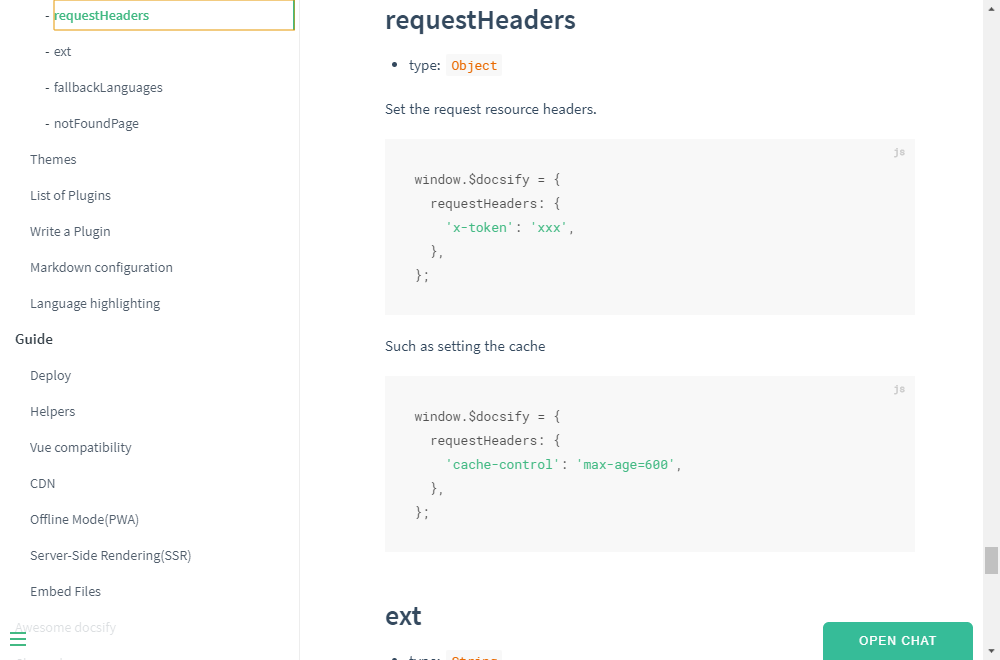 - requestHeaders
- ext
- fallbackLanguages
- notFoundPage
Themes
List of Plugins
Write a Plugin
Markdown configuration
Language highlighting
Guide
Deploy
Helpers
Vue compatibility
CDN
Offline Mode(PWA)
Server-Side Rendering(SSR)
Embed Files
Awesome docsify
requestHeaders
• type: Object
Set the request resource headers.
js
window.$docsify = {
  requestHeaders: {
    'x-token': 'xxx',
  },
};
Such as setting the cache
js
window.$docsify = {
  requestHeaders: {
    'cache-control': 'max-age=600',
  },
};
ext
• type: String
OPEN CHAT